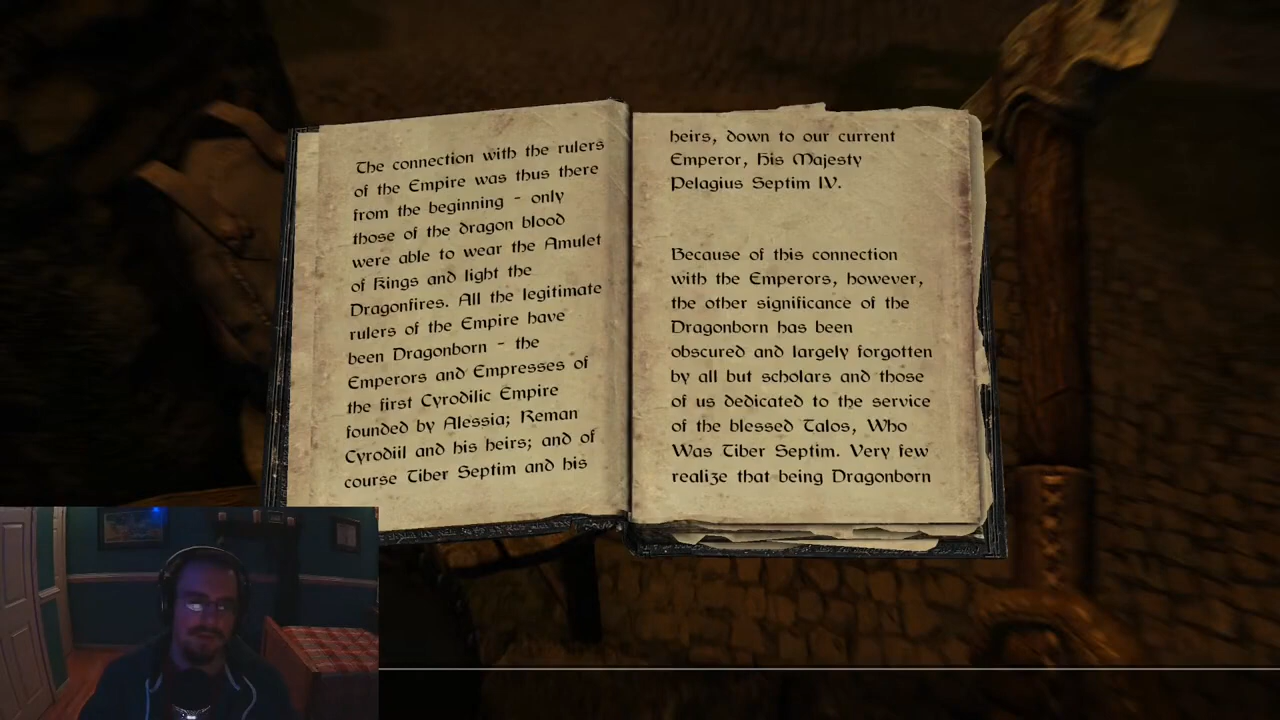 The connection with the rulers
of the Empire was thus there
from the beginning - only
those of the dragon blood
were able to wear the Amulet
of Kings and light the
Dragonfires. All the legitimate
rulers of the Empire have
been Dragonborn - the
Emperors and Empresses of
the first Cyrodilic Empire
founded by Alessia; Reman
Cyrodiil and his heirs; and of
course Tiber Septim and his
heirs, down to our current
Emperor, His Majesty
Pelagius Septim IV.
Because of this connection
with the Emperors, however,
the other significance of the
Dragonborn has been
obscured and largely forgotten
by all but scholars and those
of us dedicated to the service
of the blessed Talos, Who
Was Tiber Septim. Very few
realize that being Dragonborn